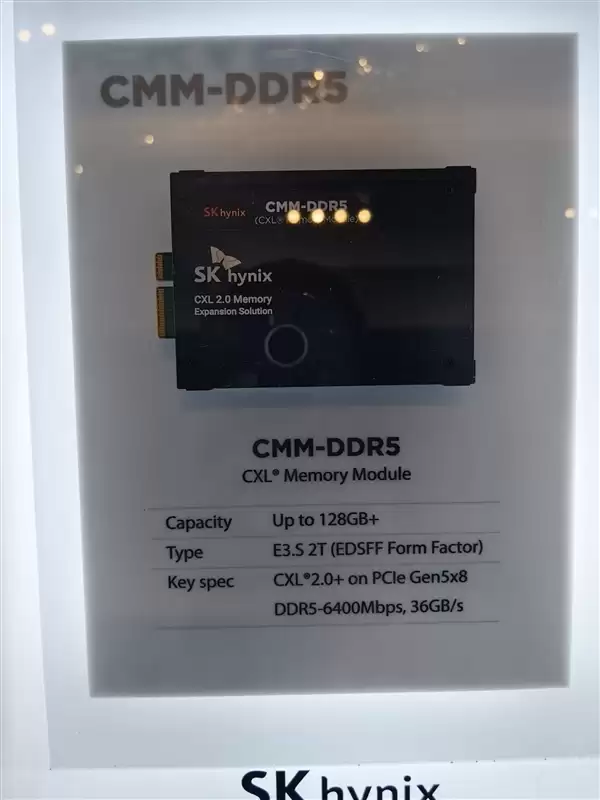 CMM-DDR5
SK hynix
CMM-DDR5
SK hynix
CXL 2.0 Memory
Expansion Solution
CMM-DDR5
CXL® Memory Module
Capacity Up to 128GB+
Type E3.S 2T (EDSFF Form Factor)
Key spec CXL®2.0+ on PCIe Gen5x8
DDR5-6400Mbps, 36GB/s
SK hynix